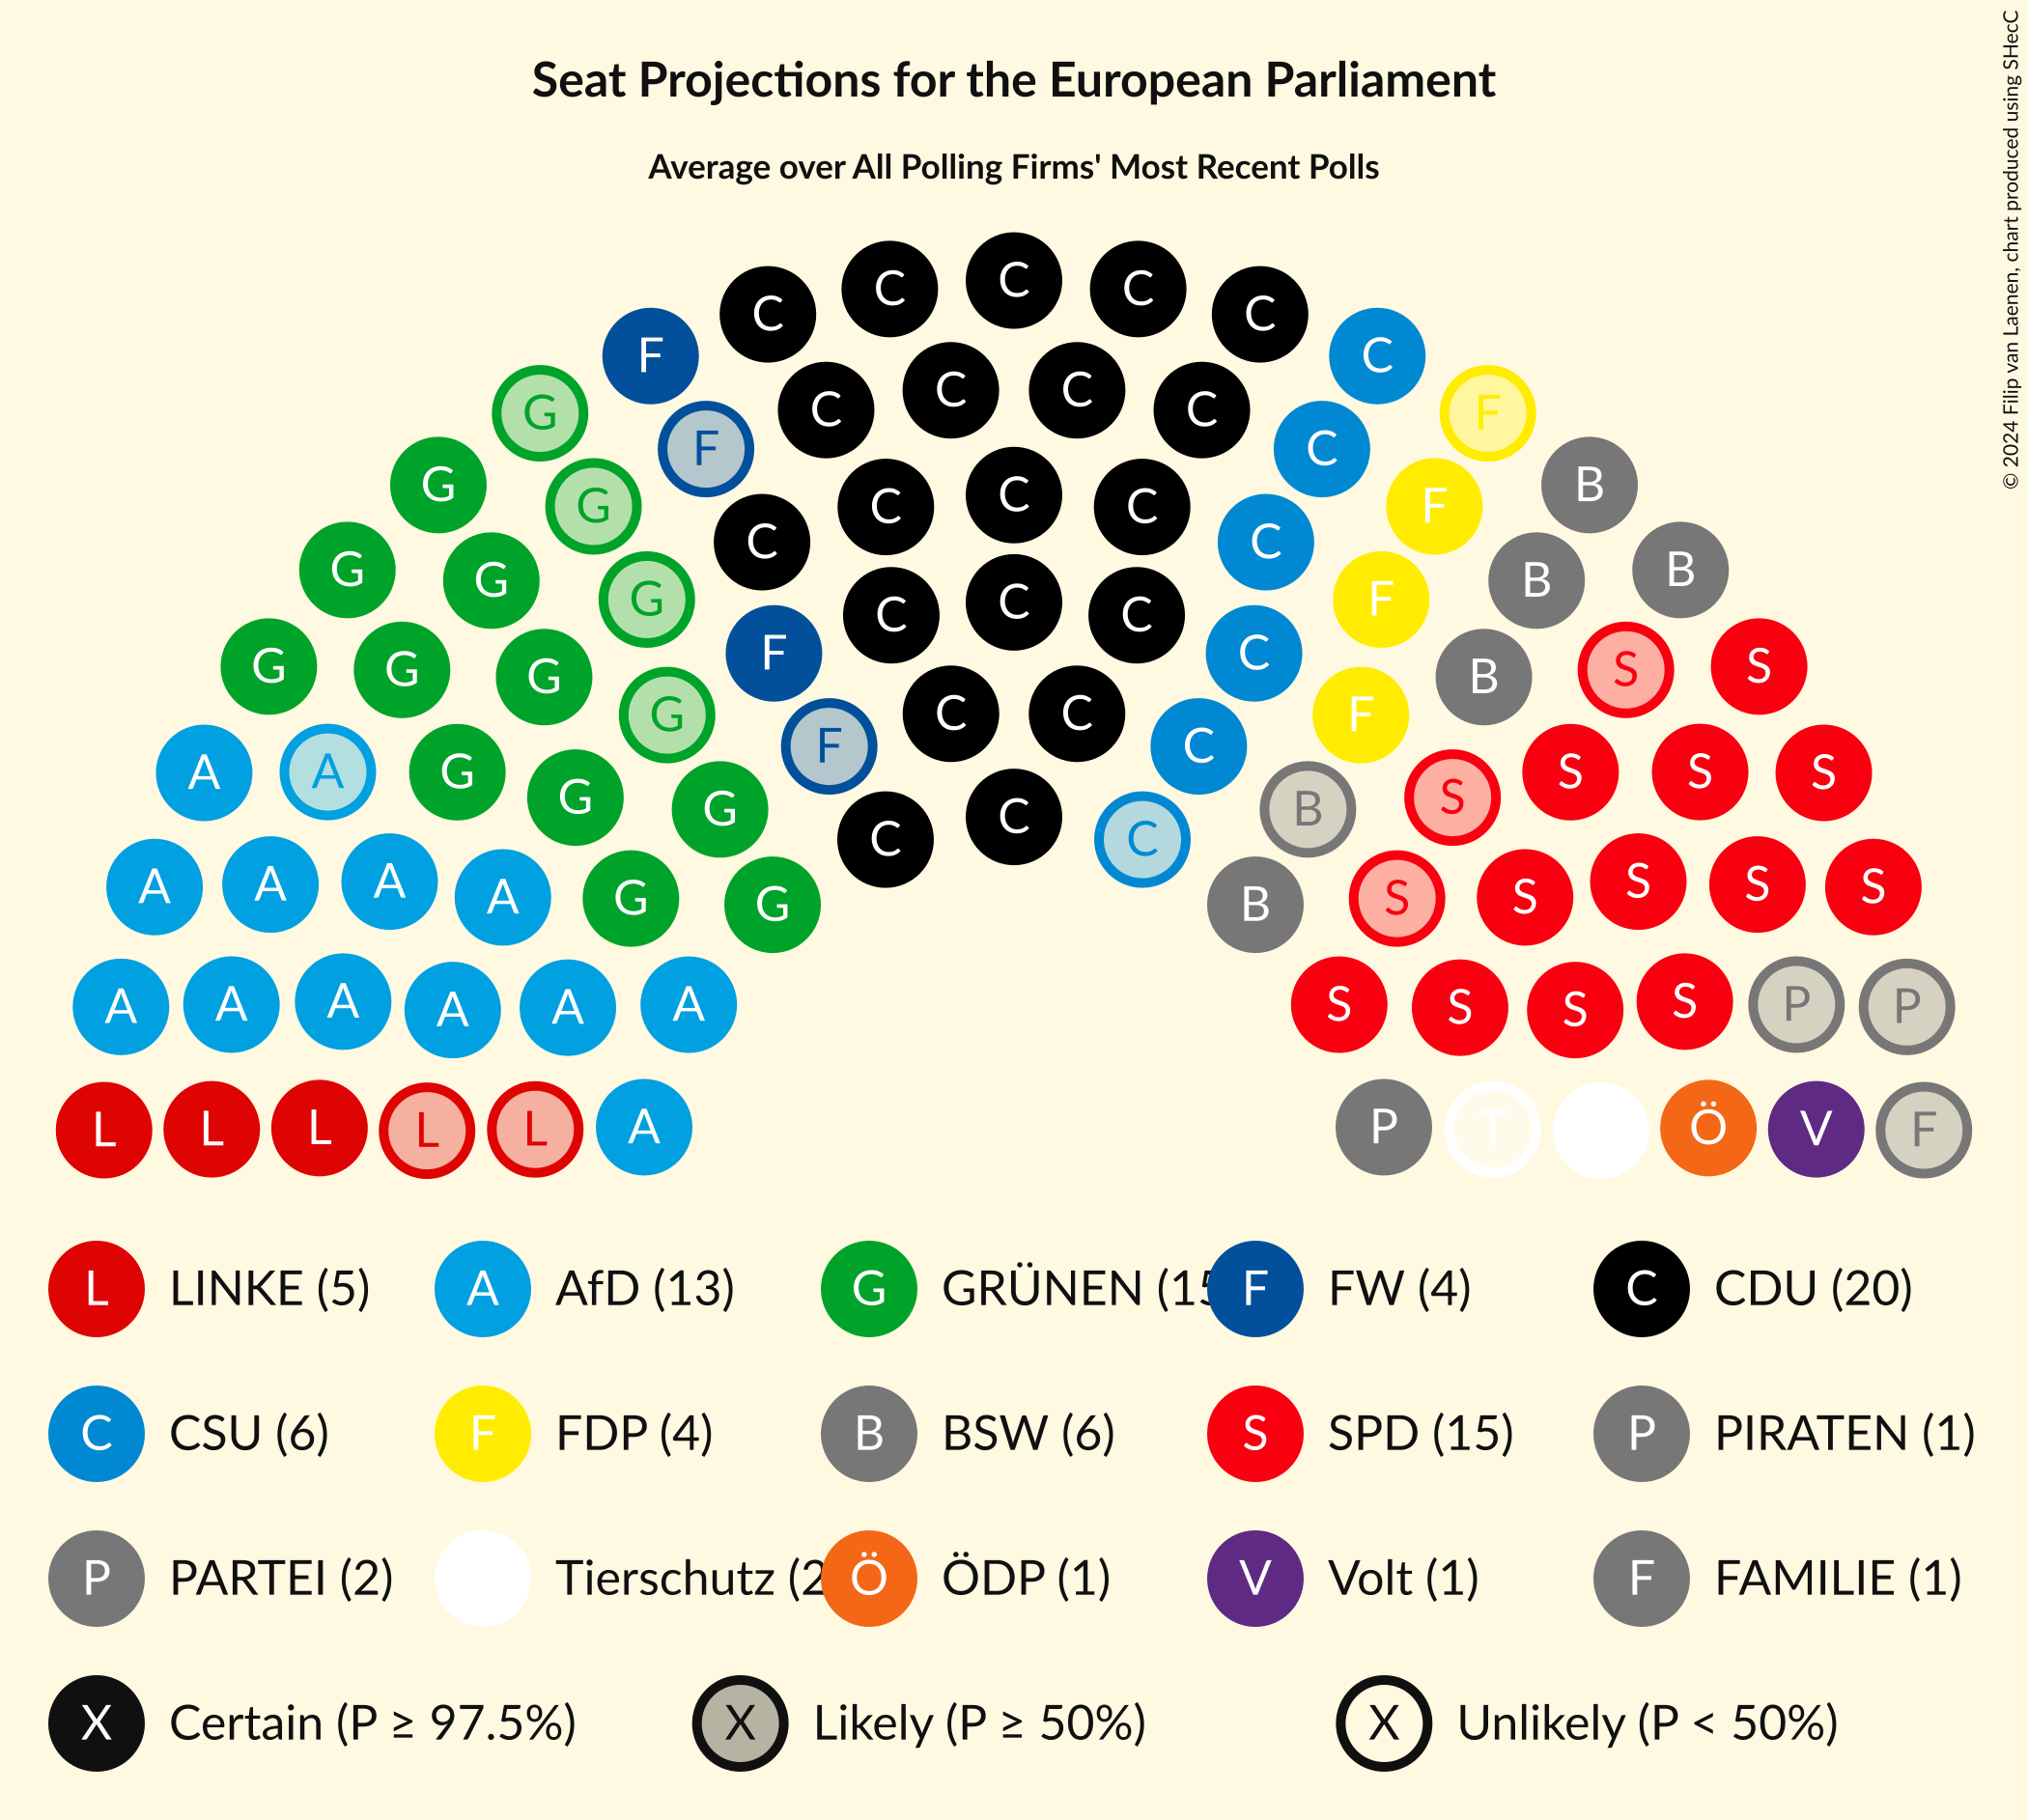 © 2024 Filip van Laenen, chart produced using SHecC
Seat Projections for the European Parliament
Average over All Polling Firms' Most Recent Polls
C C C C C
F C
C C
G C C F
F C
G B
G C C C F
C C
G B
G B
G C F
C C
F C
G G G B S S
G C C F
F C
A A G S S S
G S
G C B
C C
A A A A G G B S S S S S
A A A A A A S S S S P P
L L L L L A P T Ö V F
L LINKE (5) A AfD (13) G GRÜNEN (15 F FW (4) C CDU (20)
C CSU (6) F FDP (4) B BSW (6) S SPD (15) P PIRATEN (1)
P PARTEI (2) Tierschutz (2 Ö ÖDP (1) V Volt (1) F FAMILIE (1)
X Certain (P ≥ 97.5%) X Likely (P ≥ 50%) X Unlikely (P < 50%)